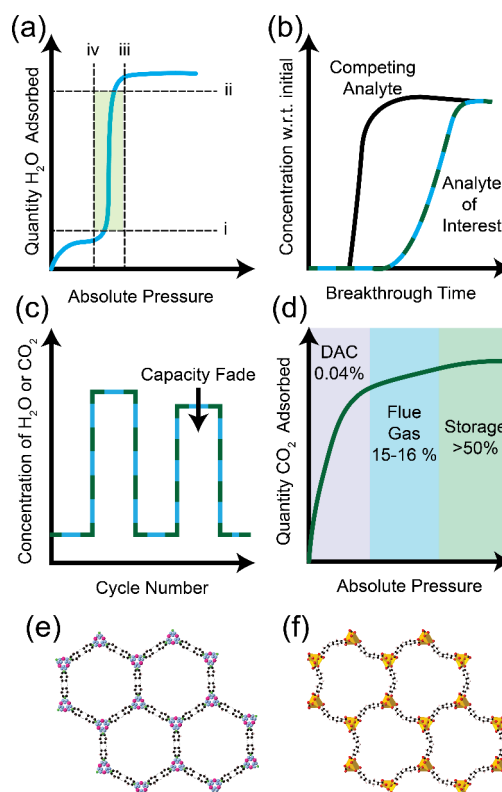 (a)
iv
iii
ii
i
Quantity H₂O Adsorbed
Absolute Pressure
(b)
Competing
Analyte
Analyte
of
Interest
Concentration w.r.t. initial
Breakthrough Time
(c)
Capacity Fade
Concentration of H₂O or CO₂
Cycle Number
(d)
DAC
0.04%
Flue
Gas
15-16 %
Storage
>50%
Quantity CO₂ Adsorbed
Absolute Pressure
(e)
(f)